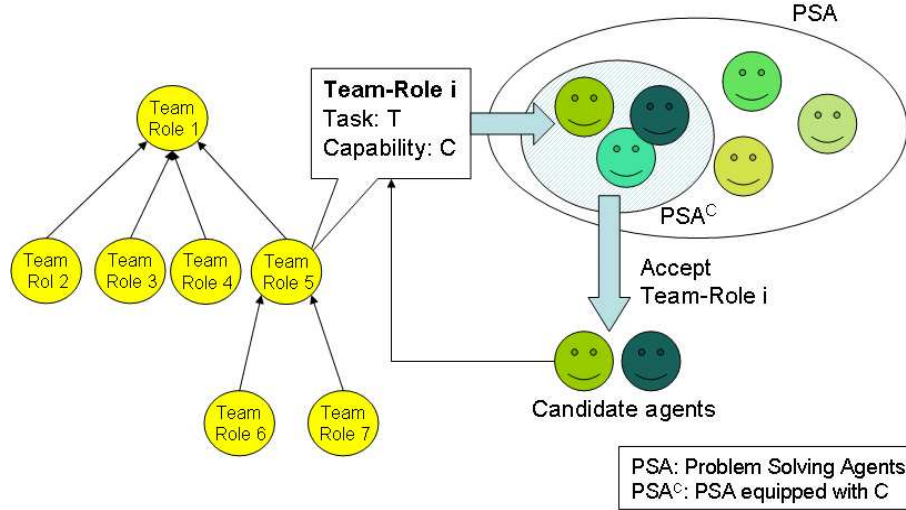 PSA
Team-Role i
Task: T
Capability: C
Team
Role 1
PSAC
Team
Rol 2
Team
Role 3
Team
Role 4
Team
Role 5
Accept
Team-Role i
Team
Role 6
Team
Role 7
Candidate agents
PSA: Problem Solving Agents
PSAC: PSA equipped with C